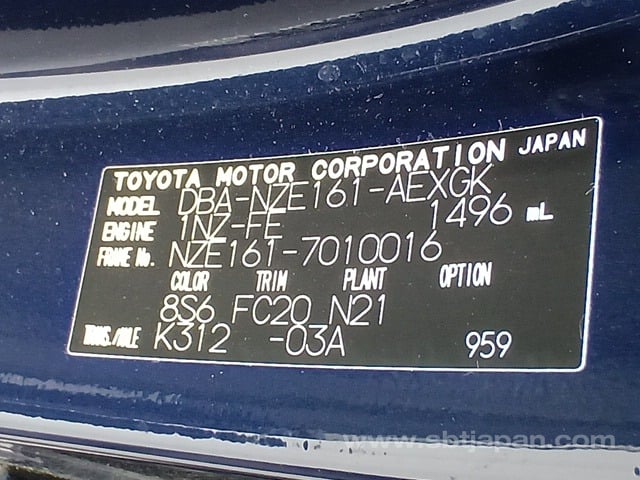 TOYOTA MOTOR CORPORATION JAPAN
MODEL DBA-NZE161-AEXGK
ENGINE 1NZ-FE 1496 mL
FRAME No. NZE161-7010016
COLOR TRIM PLANT OPTION
8S6 FC20 N21
TRANS./AXLE K312 -03A 959
www.sbtjapan.com